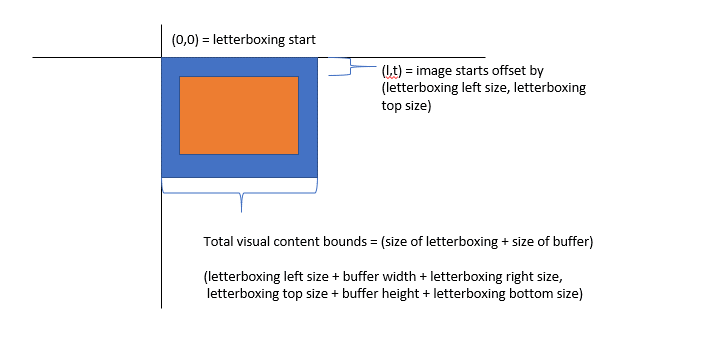 (0,0) = letterboxing start
(l,t) = image starts offset by
(letterboxing left size, letterboxing
top size)
Total visual content bounds = (size of letterboxing + size of buffer)
(letterboxing left size + buffer width + letterboxing right size,
letterboxing top size + buffer height + letterboxing bottom size)